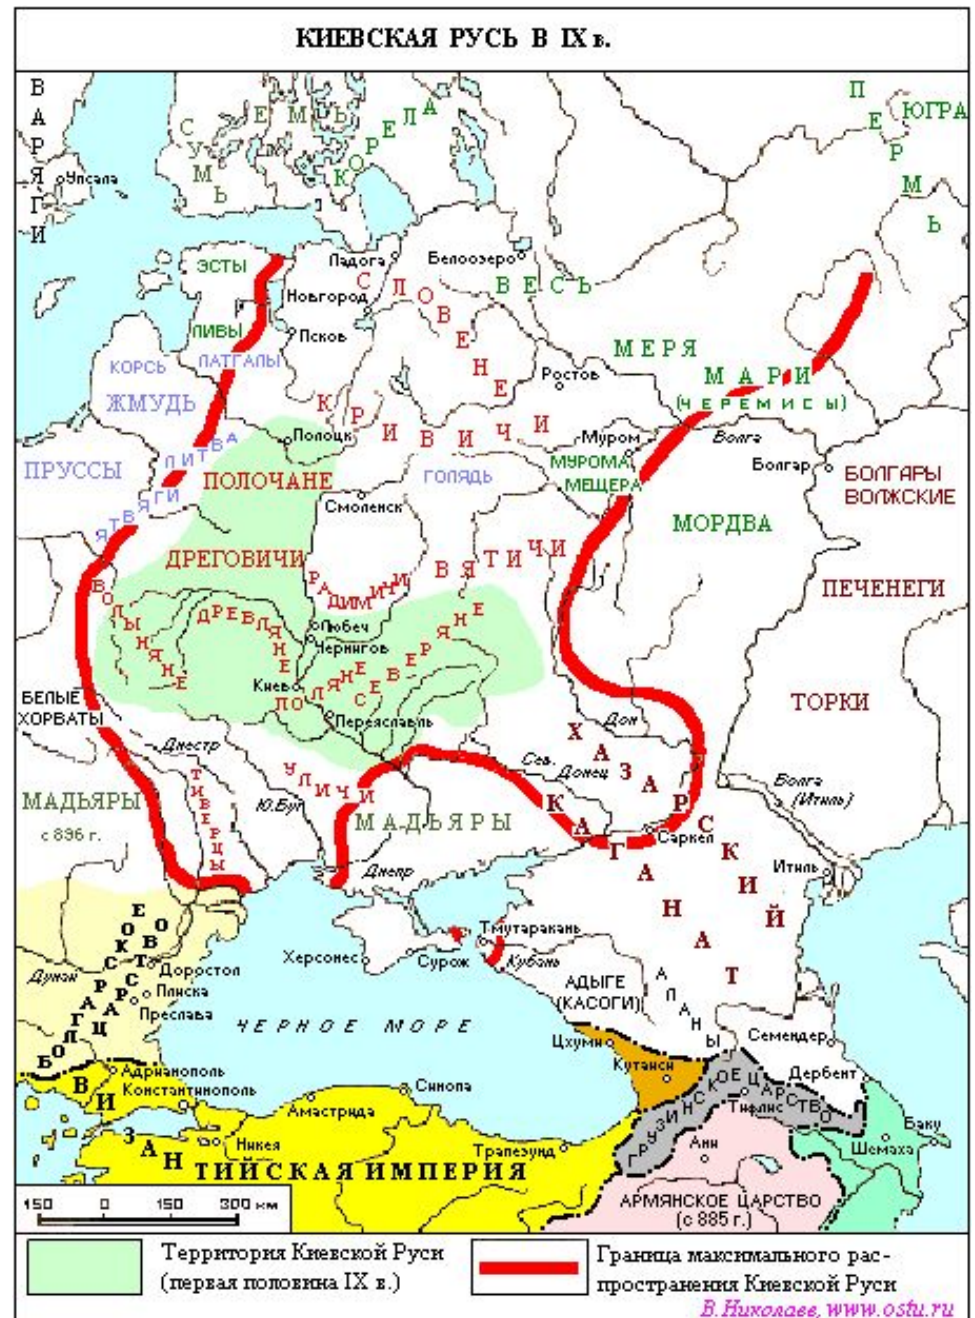 КИЕВСКАЯ РУСЬ В IX в.
ВАРЯГИ
СУМЬ
ЕМЬ
КОРЕЛА
ПЕРМЬ
ЮГРА
Упсала
ЭСТЫ
Ладога
Белоозеро
СЛОВЕНЕ
ВЕСЬ
Новгород
ЛИВЫ
Псков
ЛАТГАЛЫ
МЕРЯ
КОРСЬ
Ростов
МАРИ
(ЧЕРЕМИСЫ)
ЖМУДЬ
КРИВИЧИ
Полоцк
Муром
Волга
ЛИТВА
ПРУССЫ
ПОЛОЧАНЕ
ГОЛЯДЬ
МУРОМА
МЕЩЕРА
Болгар
БОЛГАРЫ
ВОЛЖСКИЕ
ЯТВЯГИ
Смоленск
МОРДВА
ДРЕГОВИЧИ
ВЯТИЧИ
РАДИМИЧИ
ПЕЧЕНЕГИ
ВОЛЫНЯНЕ
ДРЕВЛЯНЕ
Любеч
Чернигов
СЕВЕРЯНЕ
Киев
ПОЛЯНЕ
БЕЛЫЕ
ХОРВАТЫ
Переяславль
ТОРКИ
Дон
Днестр
ХАЗАРСКИЙ
Сев.
Донец
УЛИЧИ
ТИВЕРЦЫ
Ю.Буг
Волга
(Итиль)
МАДЬЯРЫ
с 896 г.
МАДЬЯРЫ
КАГАНАТ
Саркел
Днепр
Итиль
Тмутаракань
Херсонес
Сурож
Кубань
БОЛГАРСКОЕ
ЦАРСТВО
Дунай
Доростол
Плиска
Преслава
АДЫГЕ
(КАСОГИ)
АЛАНЫ
ЧЕРНОЕ МОРЕ
Семендер
Цхуми
Кутаиси
Дербент
Адрианополь
Константинополь
Синопа
Амастрида
ГРУЗИНСКОЕ ЦАРСТВО
Тифлис
Баку
Никея
Трапезунд
Ани
Шемаха
ВИЗАНТИЙСКАЯ ИМПЕРИЯ
АРМЯНСКОЕ ЦАРСТВО
(с 885 г.)
150 0 150 300 км
Территория Киевской Руси
(первая половина IX в.)
Граница максимального рас-
пространения Киевской Руси
В.Николаев, www.ostu.ru